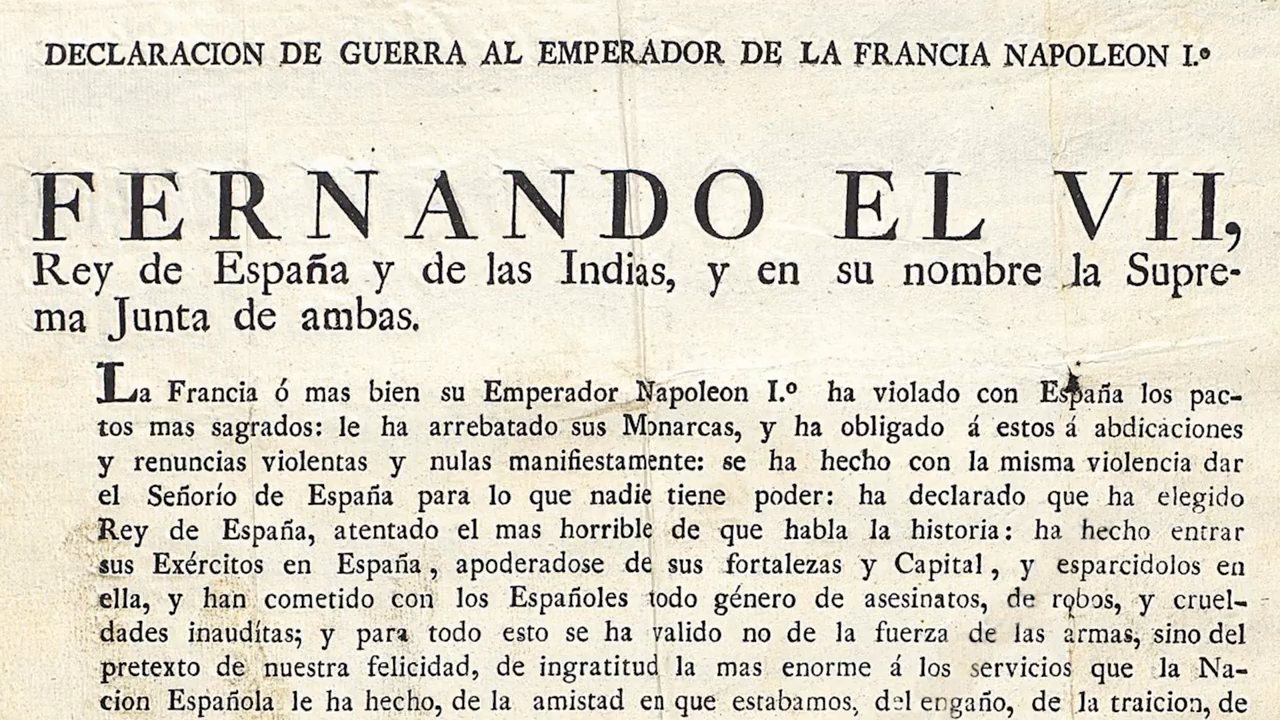 DECLARACION DE GUERRA AL EMPERADOR DE LA FRANCIA NAPOLEON I.º
FERNANDO EL VII,
Rey de España y de las Indias, y en su nombre la Supre-
ma Junta de ambas.
La Francia ó mas bien su Emperador Napoleon I.º ha violado con España los pac-
tos mas sagrados: le ha arrebatado sus Monarcas, y ha obligado á estos á abdicaciones
y renuncias violentas y nulas manifiestamente: se ha hecho con la misma violencia dar
el Señorío de España para lo que nadie tiene poder: ha declarado que ha elegido
Rey de España, atentado el mas horrible de que habla la historia: ha hecho entrar
sus Exércitos en España, apoderadose de sus fortalezas y Capital, y esparcidolos en
ella, y han cometido con los Españoles todo género de asesinatos, de robos, y cruel-
dades inaudítas; y para todo esto se ha valido no de la fuerza de las armas, sino del
pretexto de nuestra felicidad, de ingratitud la mas enorme á los servicios que la Na-
cion Española le ha hecho, de la amistad en que estabamos, del engaño, de la traicion, de